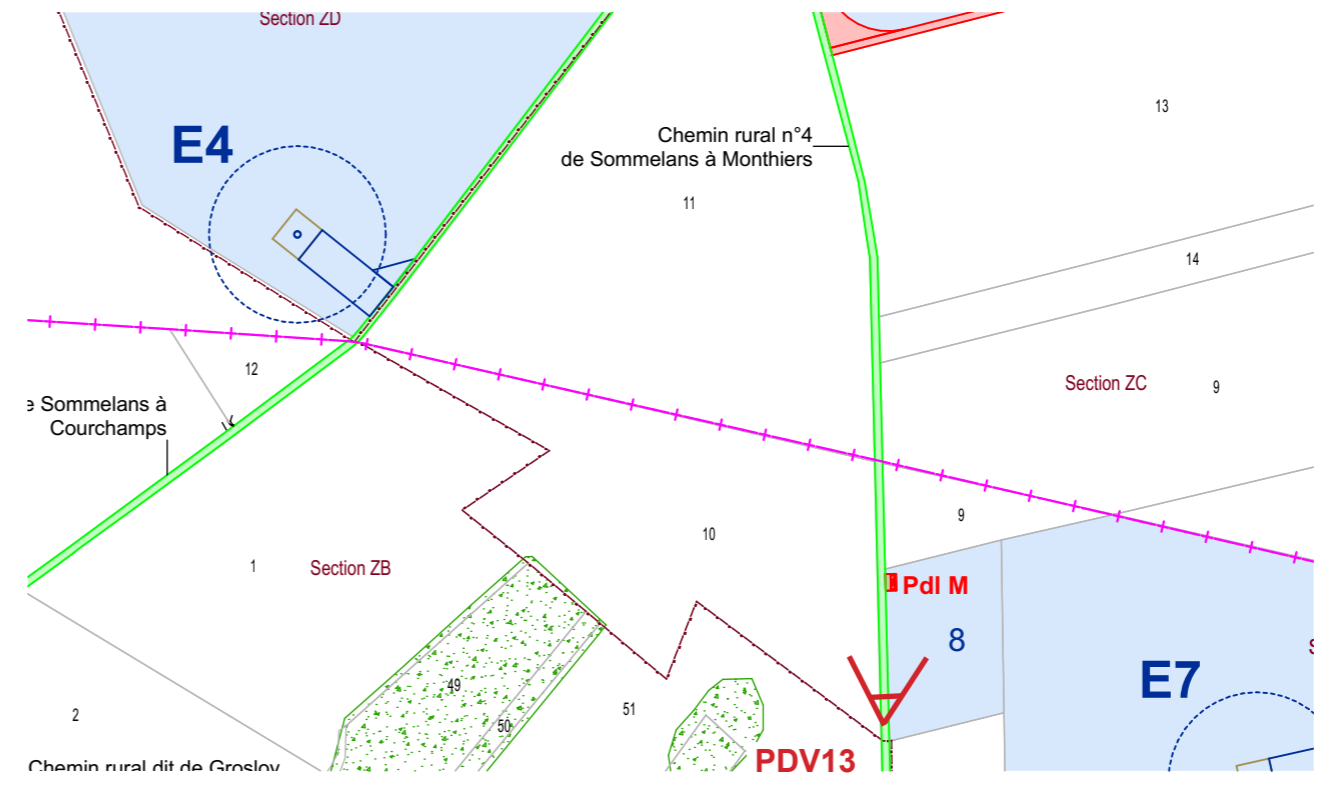 Section ZD
E4
Chemin rural n°4
de Sommelans à Monthiers
13
11
14
12
Section ZC
9
e Sommelans à
Courchamps
9
10
1
Section ZB
Pdl M
8
E7
49
50
51
2
PDV13
Chemin rural dit de Grosloy